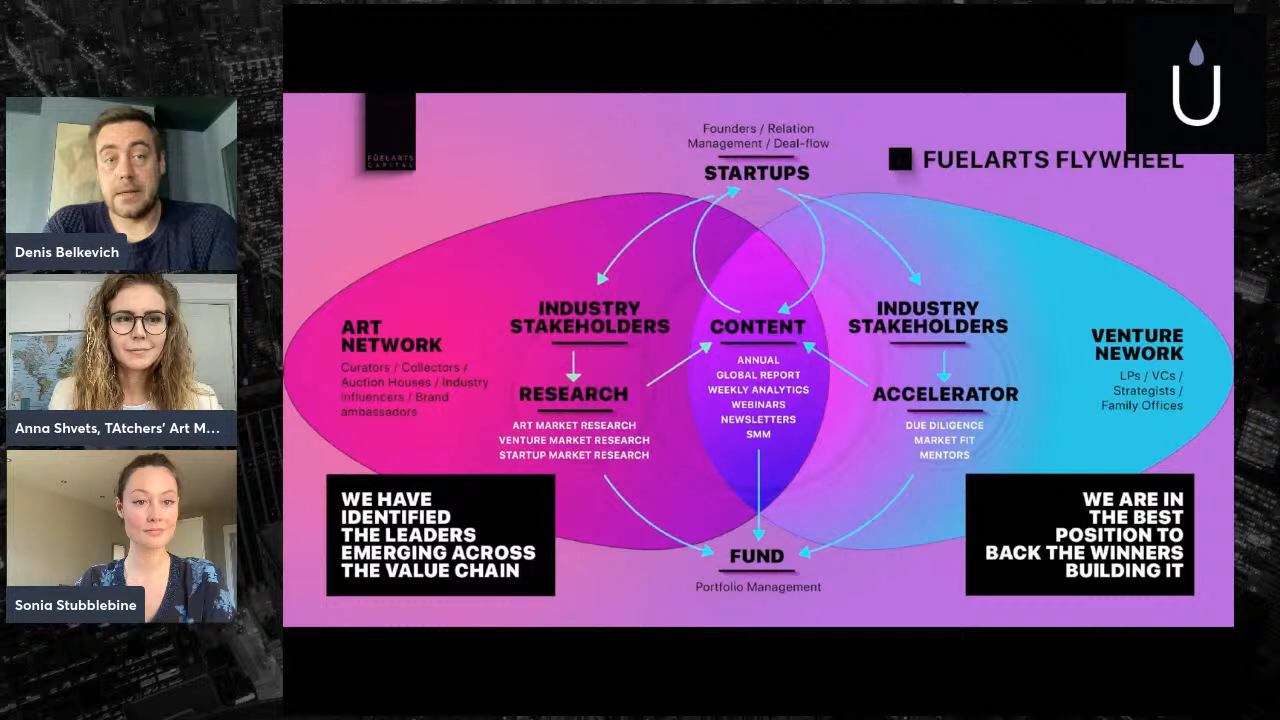 Denis Belkevich
Anna Shvets, TAtchers' Art M...
Sonia Stubblebine
FUELARTS
CAPITAL
Founders / Relation
Management / Deal-flow
STARTUPS
FUELARTS FLYWHEEL
ART
NETWORK
Curators / Collectors /
Auction Houses / Industry
Influencers / Brand
ambassadors
INDUSTRY
STAKEHOLDERS
RESEARCH
ART MARKET RESEARCH
VENTURE MARKET RESEARCH
STARTUP MARKET RESEARCH
CONTENT
ANNUAL
GLOBAL REPORT
WEEKLY ANALYTICS
WEBINARS
NEWSLETTERS
SMM
INDUSTRY
STAKEHOLDERS
ACCELERATOR
DUE DILIGENCE
MARKET FIT
MENTORS
VENTURE
NEWORK
LPs / VCs /
Strategists /
Family Offices
WE HAVE
IDENTIFIED
THE LEADERS
EMERGING ACROSS
THE VALUE CHAIN
FUND
Portfolio Management
WE ARE IN
THE BEST
POSITION TO
BACK THE WINNERS
BUILDING IT